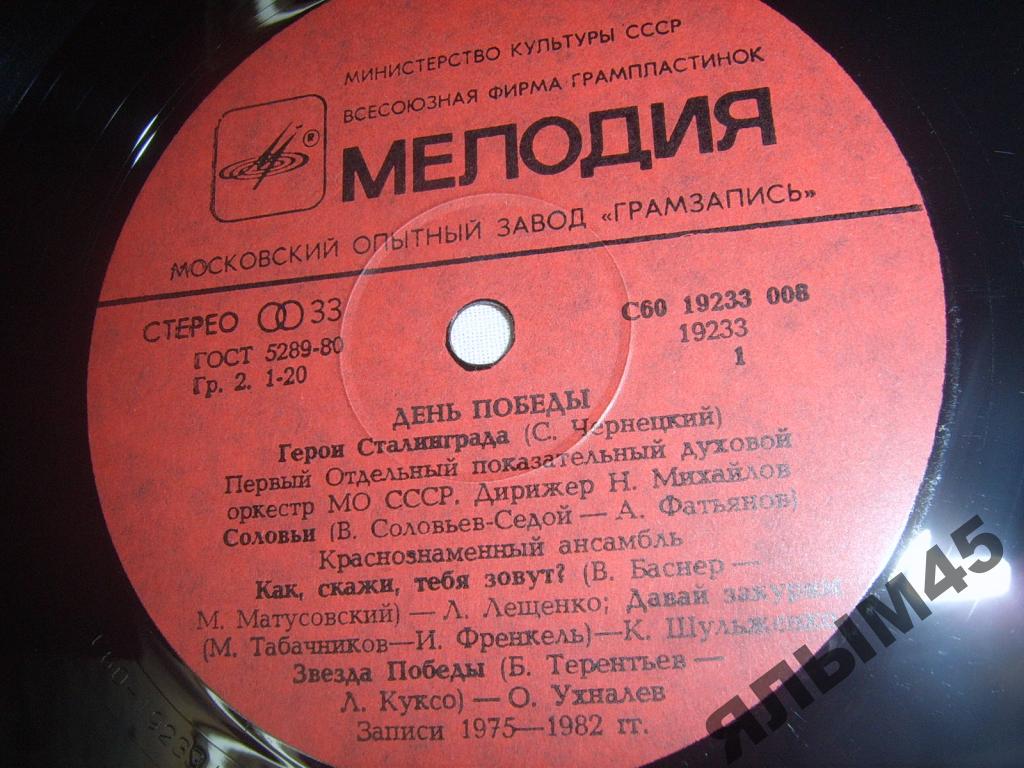 МИНИСТЕРСТВО КУЛЬТУРЫ СССР
ВСЕСОЮЗНАЯ ФИРМА ГРАМПЛАСТИНОК
®
МЕЛОДИЯ
МОСКОВСКИЙ ОПЫТНЫЙ ЗАВОД «ГРАМЗАПИСЬ»
СТЕРЕО 33
ГОСТ 5289-80
Гр. 2. 1-20
С60 19233 008
19233
1
ДЕНЬ ПОБЕДЫ
Герои Сталинграда (С. Чернецкий)
Первый Отдельный показательный духовой
оркестр МО СССР. Дирижер Н. Михайлов
Соловьи (В. Соловьев-Седой — А. Фатьянов)
Краснознаменный ансамбль
Как, скажи, тебя зовут? (В. Баснер —
М. Матусовский) — Л. Лещенко; Давай закурим
(М. Табачников—И. Френкель)—К. Шульженко
Звезда Победы (Б. Терентьев —
Л. Куксо) — О. Ухналев
Записи 1975—1982 гг.
ЯЛЫМ45